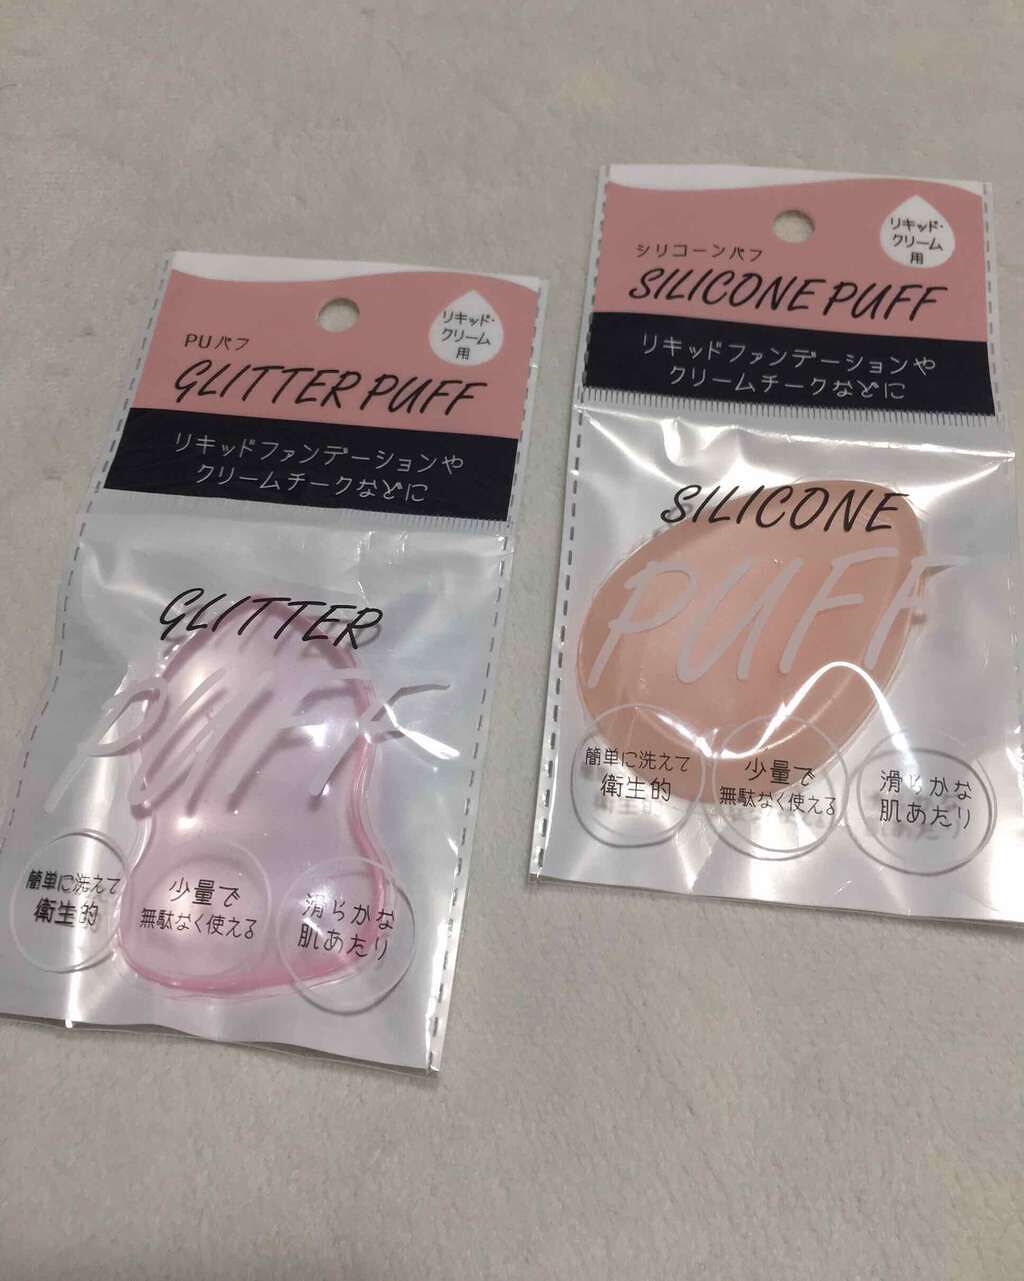 リキッド・
クリーム
用
PUパフ
GLITTER PUFF
リキッドファンデーションや
クリームチークなどに
GLITTER
PUFF
簡単に洗えて
衛生的
少量で
無駄なく使える
滑らかな
肌あたり
リキッド・
クリーム
用
シリコーンパフ
SILICONE PUFF
リキッドファンデーションや
クリームチークなどに
SILICONE
PUFF
簡単に洗えて
衛生的
少量で
無駄なく使える
滑らかな
肌あたり